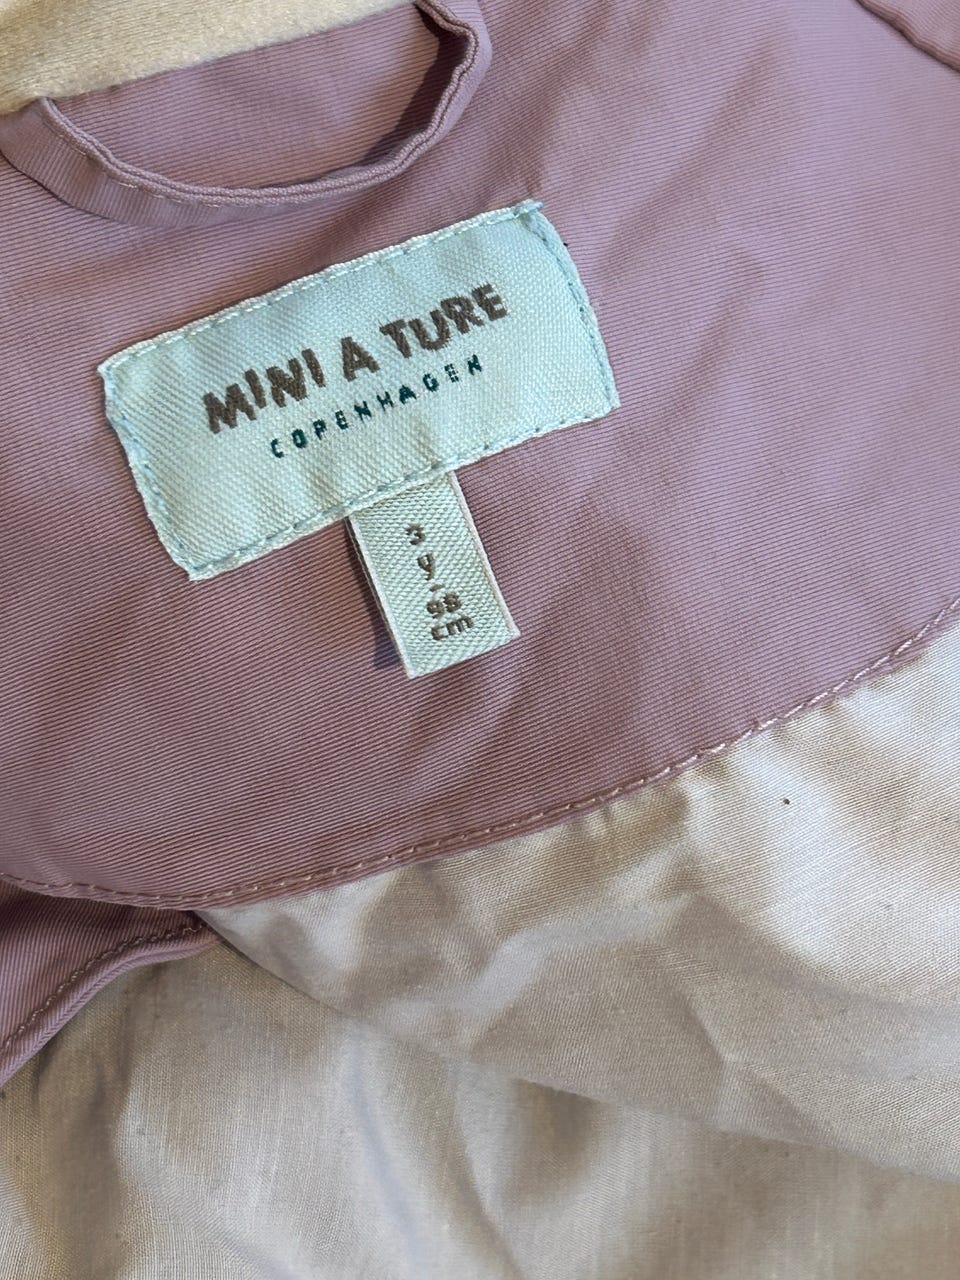 MINI A TURE
COPENHAGEN
3
y-
98
cm